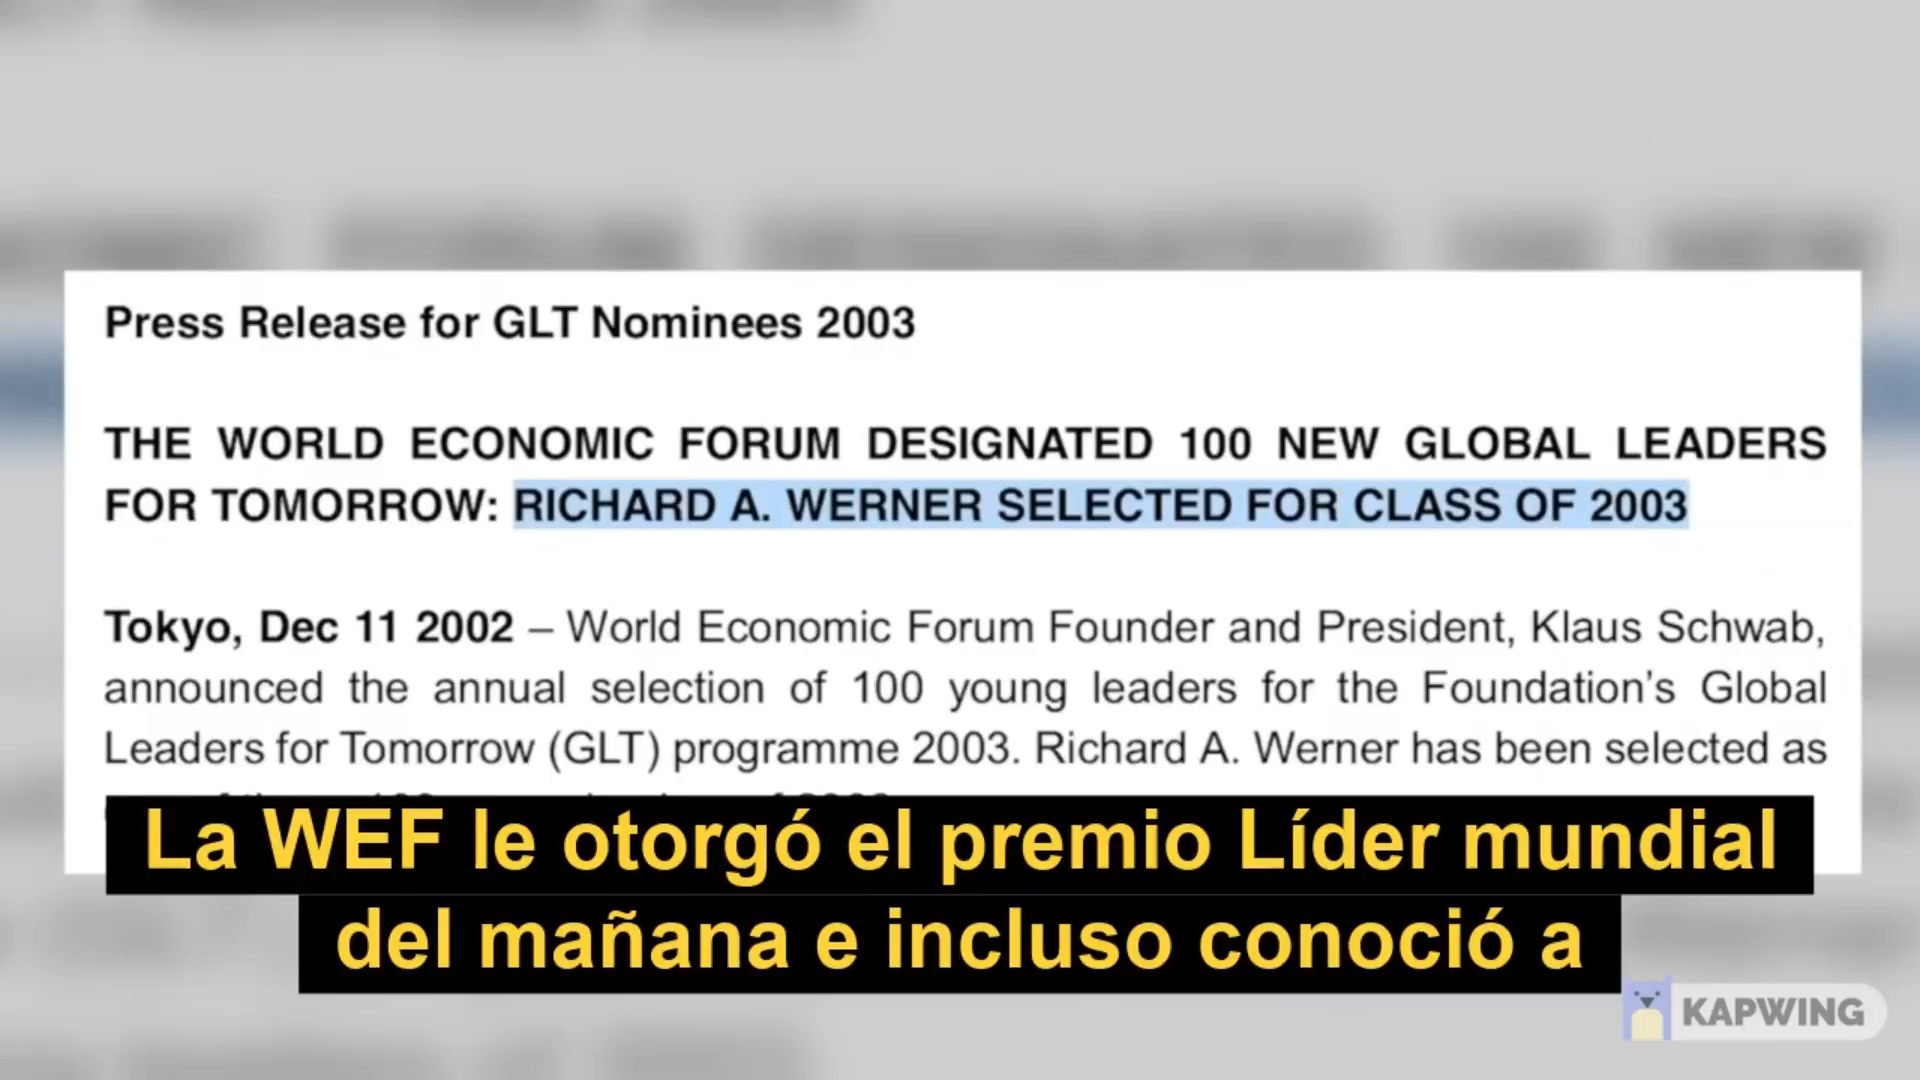 Press Release for GLT Nominees 2003
THE WORLD ECONOMIC FORUM DESIGNATED 100 NEW GLOBAL LEADERS
FOR TOMORROW: RICHARD A. WERNER SELECTED FOR CLASS OF 2003
Tokyo, Dec 11 2002 – World Economic Forum Founder and President, Klaus Schwab,
announced the annual selection of 100 young leaders for the Foundation’s Global
Leaders for Tomorrow (GLT) programme 2003. Richard A. Werner has been selected as
La WEF le otorgó el premio Líder mundial
del mañana e incluso conoció a
KAPWING